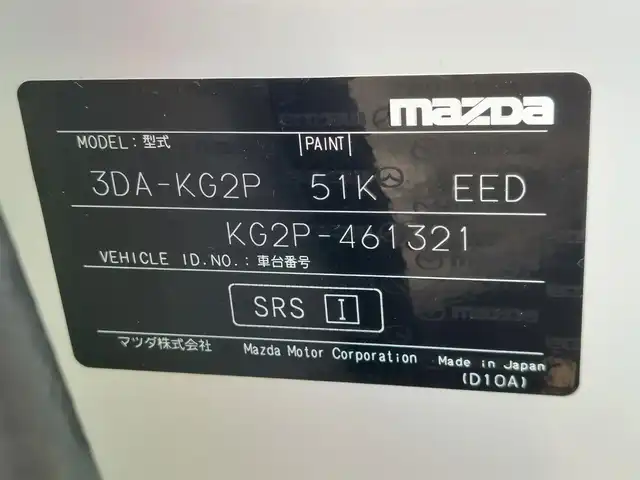 mazda
MODEL: 型式 PAINT
3DA-KG2P 51K EED
KG2P-461321
VEHICLE ID.NO.: 車台番号
SRS I
マツダ株式会社 Mazda Motor Corporation Made in Japan
(D10A)